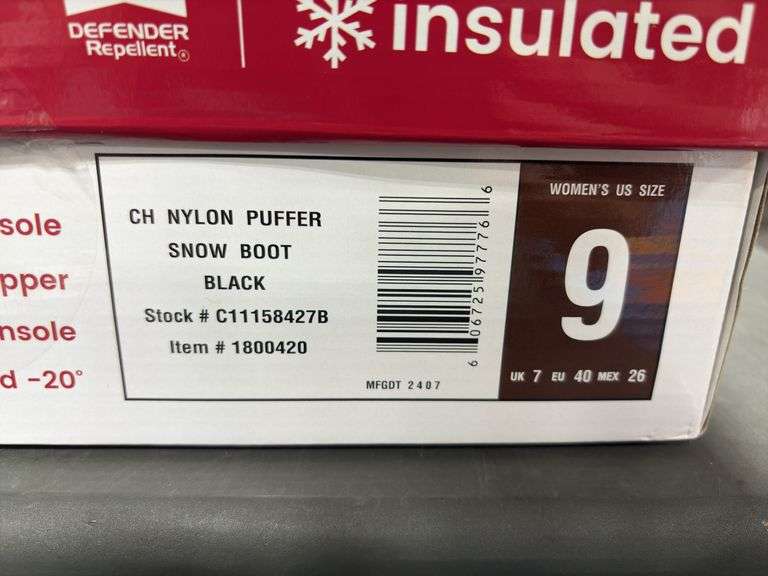 DEFENDER
Repellent®
insulated
sole
pper
nsole
d -20°
CH NYLON PUFFER
SNOW BOOT
BLACK
Stock # C11158427B
Item # 1800420
6 06725 97776 6
MFGDT 2407
WOMEN'S US SIZE
9
UK 7 EU 40 MEX 26